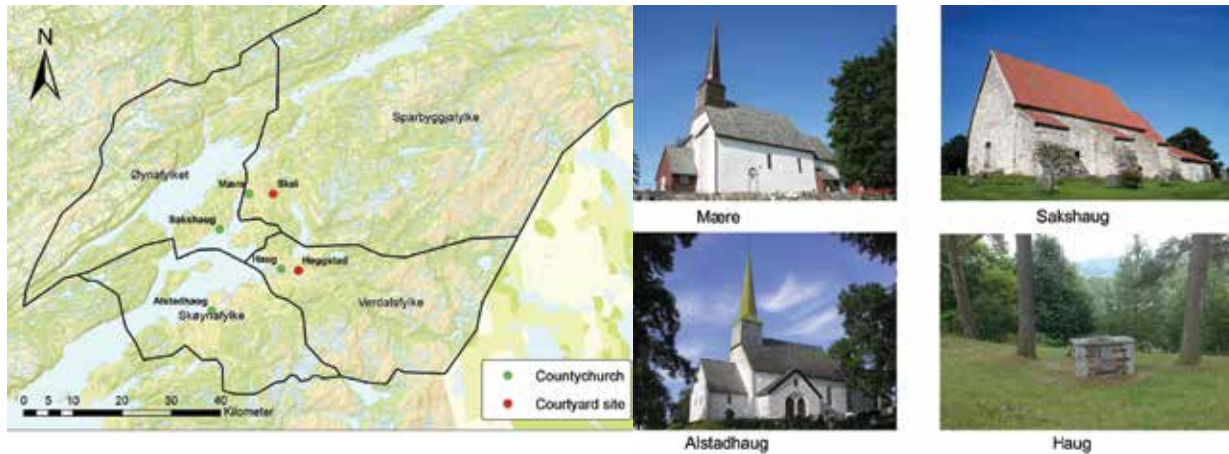 N
Sparbyggjafylke
Øynafylket
Mære
Skei
Sakshaug
Haug
Heggstad
Verdalsfylke
Alstadhaug
Skøynafylke
Countychurch
Courtyard site
0 5 10 20 30 40
Kilometer
Mære
Sakshaug
Alstadhaug
Haug